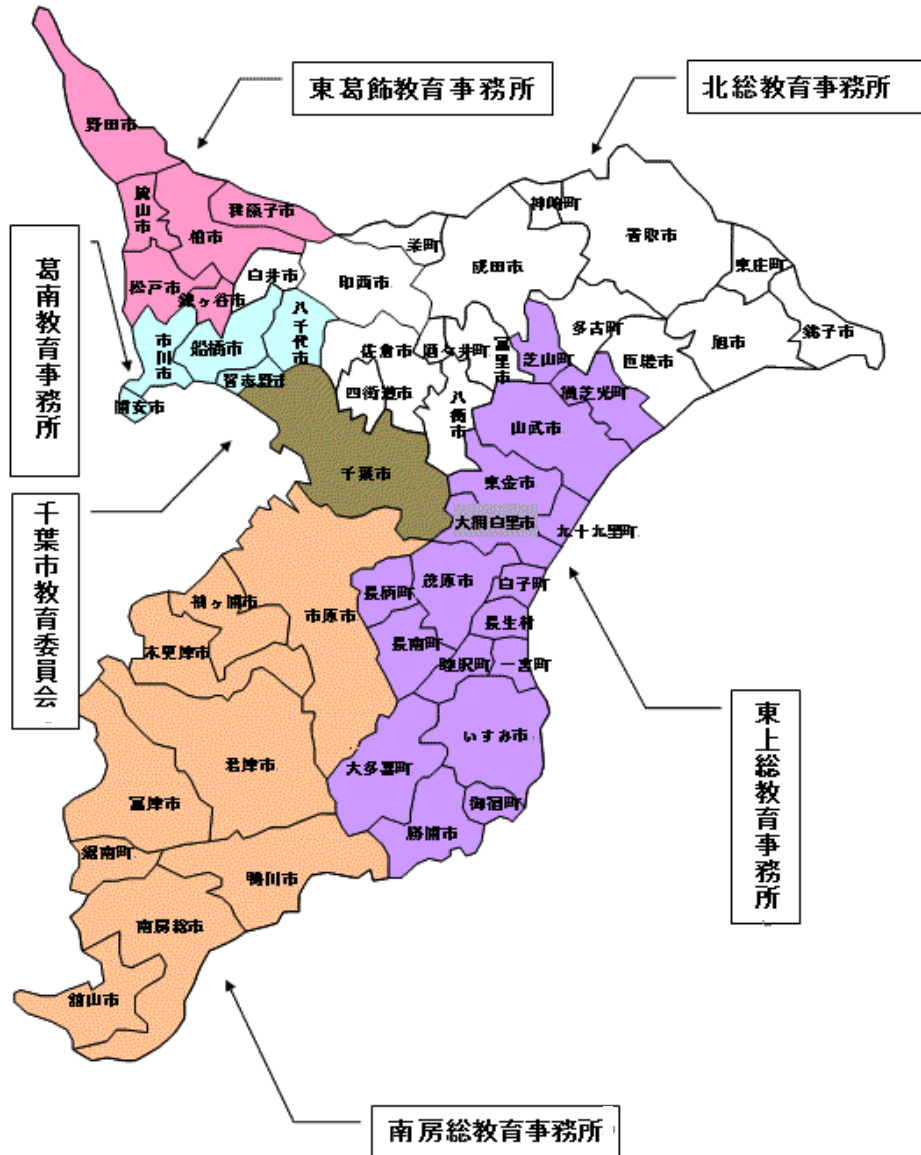 東葛飾教育事務所
北総教育事務所
野田市
流山市
我孫子市
柏市
神崎町
香取市
栄町
成田市
東庄町
白井市
印西市
松戸市
鎌ヶ谷市
葛南教育事務所
八千代市
多古町
旭市
銚子市
市川市
船橋市
佐倉市
酒々井町
富里市
芝山町
匝瑳市
習志野市
四街道市
八街市
横芝光町
浦安市
山武市
千葉市
東金市
大網白里市
九十九里町
千葉市教育委員会
茂原市
白子町
長柄町
袖ヶ浦市
市原市
長生村
長南町
木更津市
睦沢町
一宮町
東上総教育事務所
いすみ市
君津市
大多喜町
富津市
御宿町
勝浦市
鋸南町
鴨川市
南房総市
館山市
南房総教育事務所